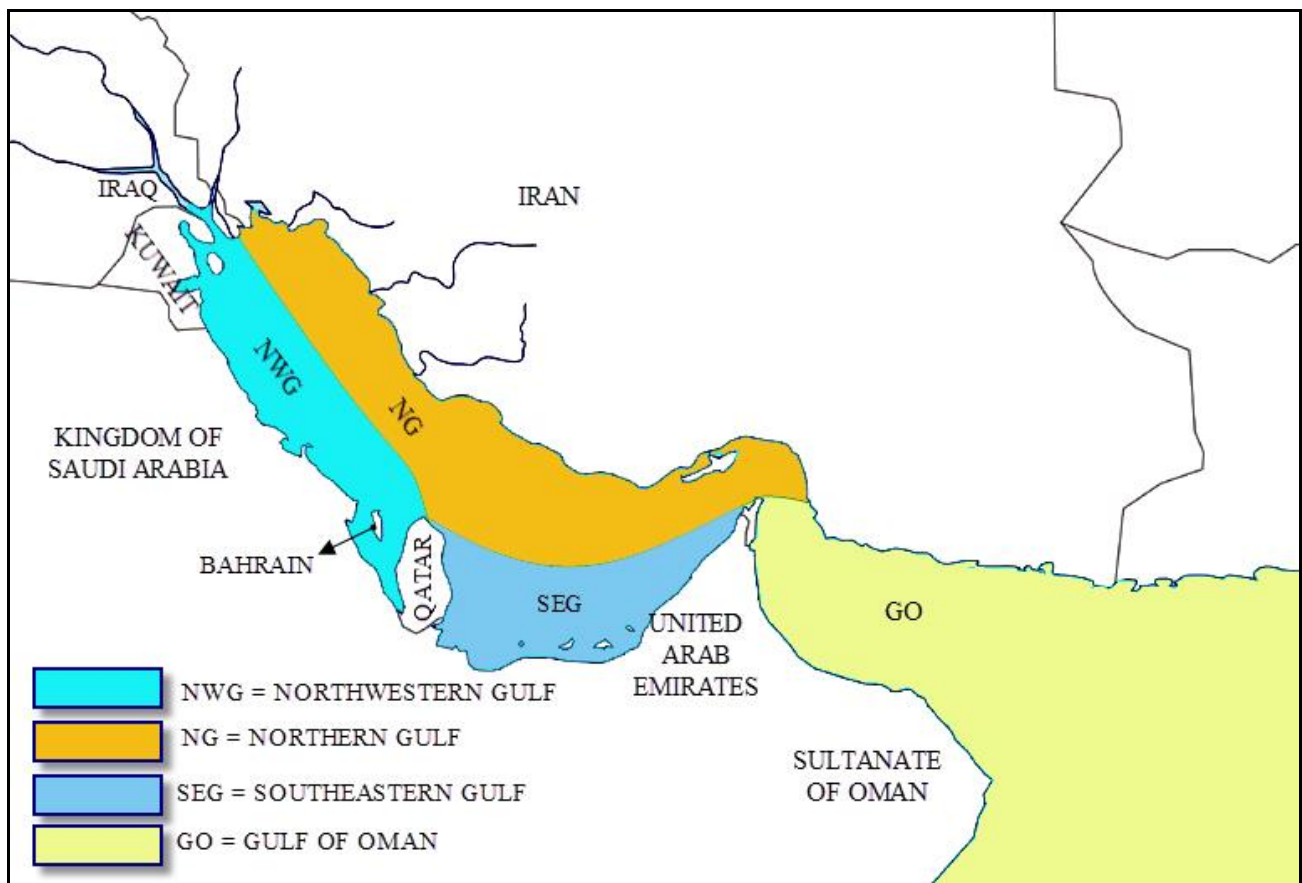 IRAQ
IRAN
KUWAIT
NWG
NG
KINGDOM OF
SAUDI ARABIA
BAHRAIN
QATAR
SEG
GO
UNITED
ARAB
EMIRATES
SULTANATE
OF OMAN
NWG = NORTHWESTERN GULF
NG = NORTHERN GULF
SEG = SOUTHEASTERN GULF
GO = GULF OF OMAN